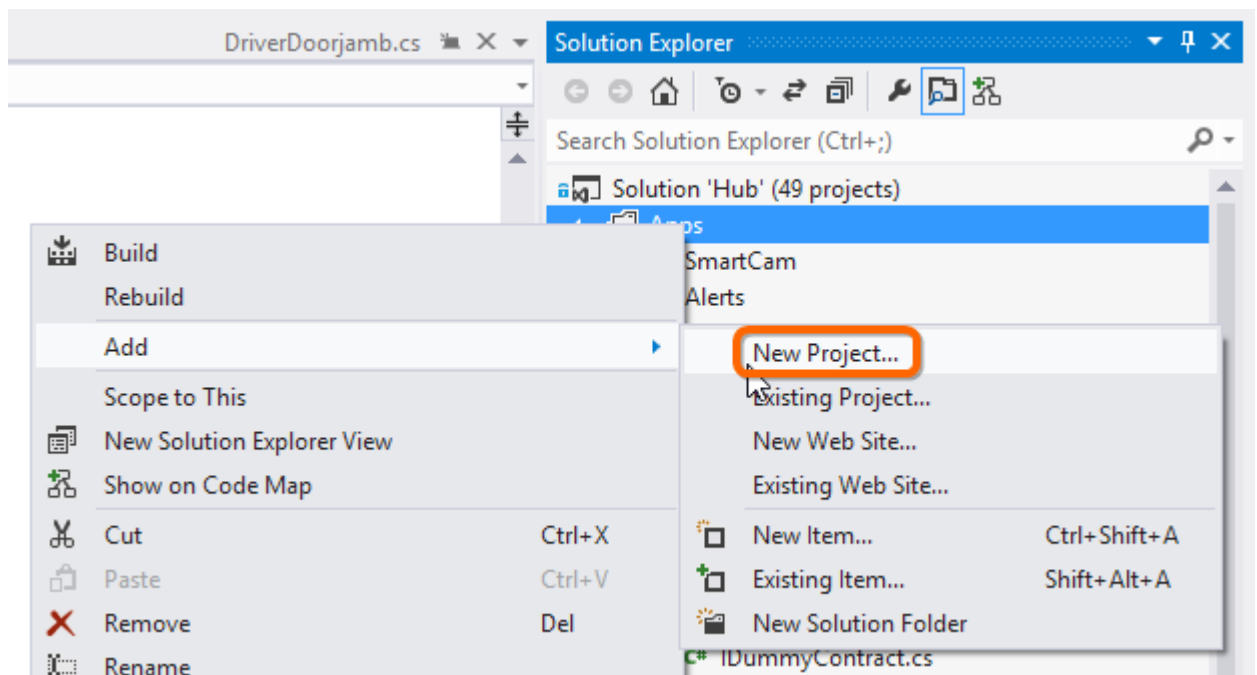 DriverDoorjamb.cs
Solution Explorer
Search Solution Explorer (Ctrl+;)
Solution 'Hub' (49 projects)
Apps
SmartCam
Alerts
Build
Rebuild
Add
Scope to This
New Solution Explorer View
Show on Code Map
Cut Ctrl+X
Paste Ctrl+V
Remove Del
Rename
New Project...
Existing Project...
New Web Site...
Existing Web Site...
New Item... Ctrl+Shift+A
Existing Item... Shift+Alt+A
New Solution Folder
C# IDummyContract.cs